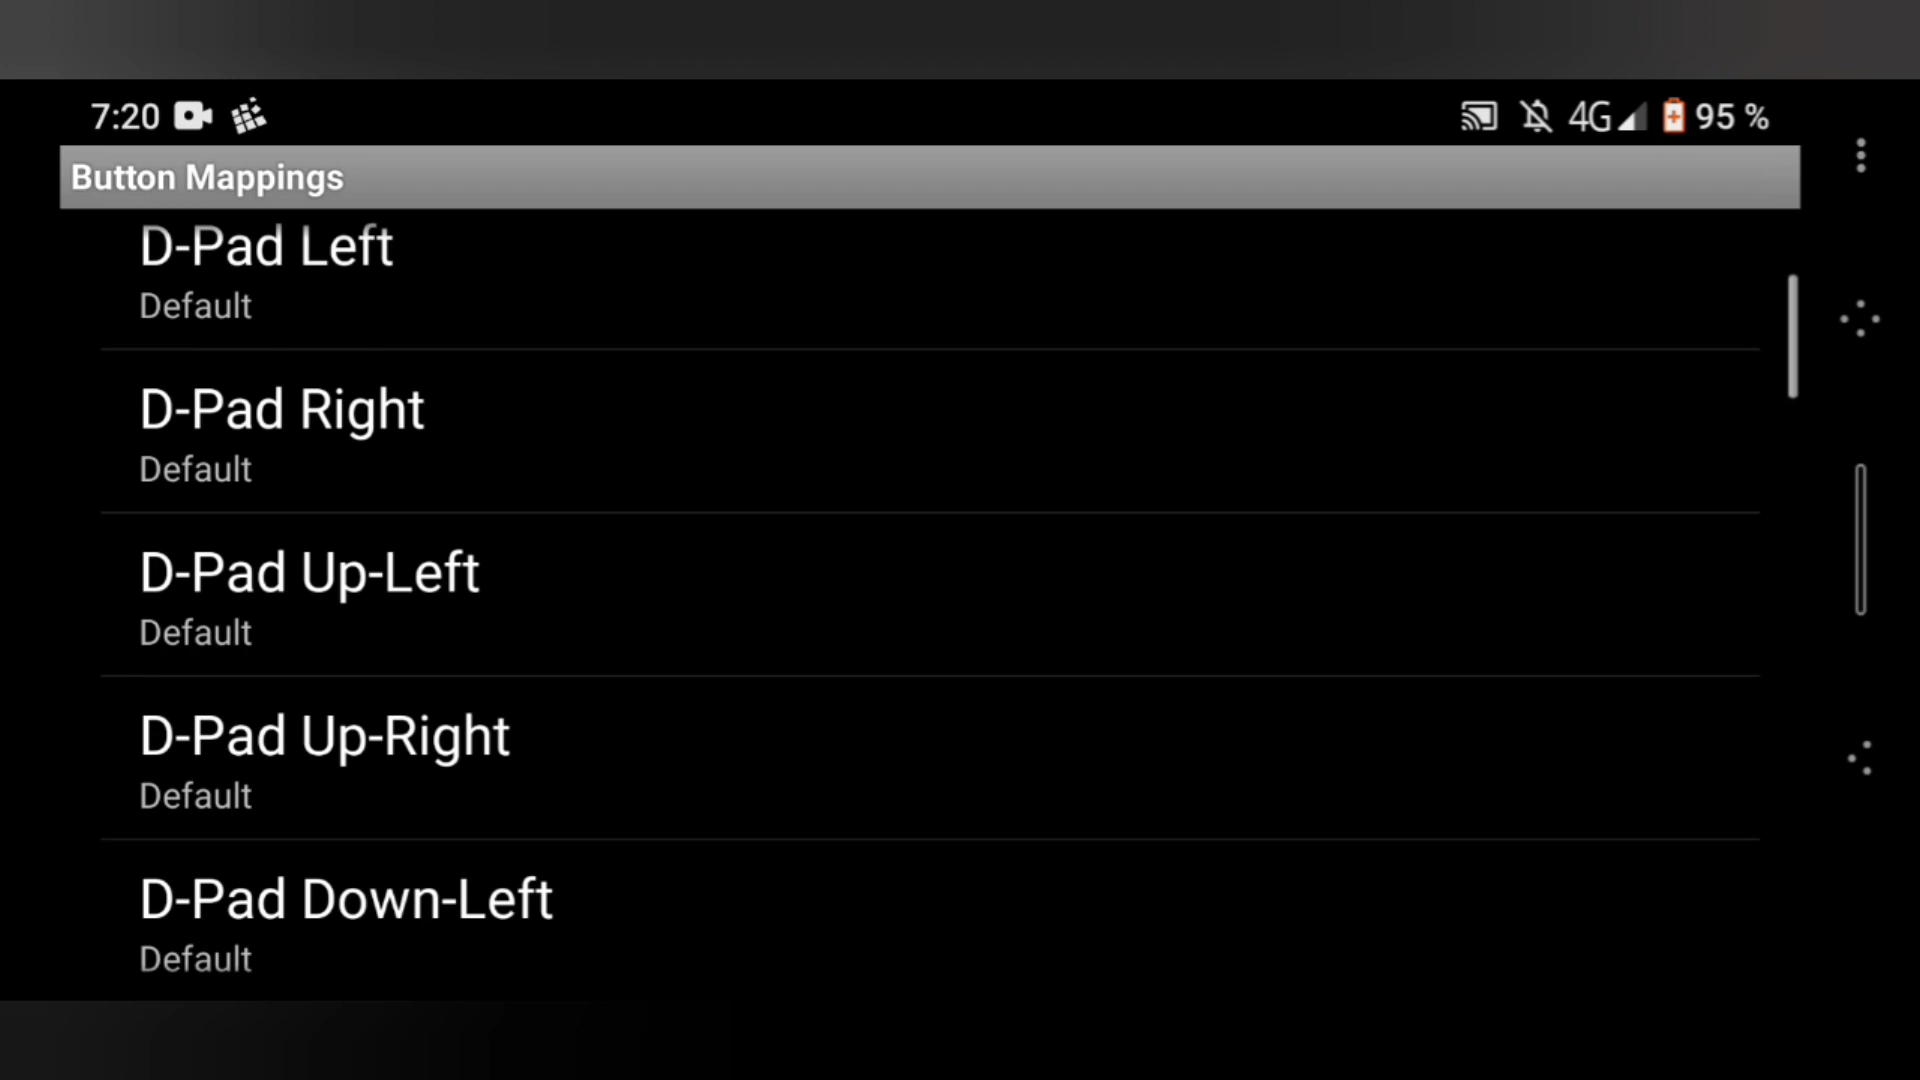 7:20 4G 95 %
Button Mappings
D-Pad Left
Default
D-Pad Right
Default
D-Pad Up-Left
Default
D-Pad Up-Right
Default
D-Pad Down-Left
Default